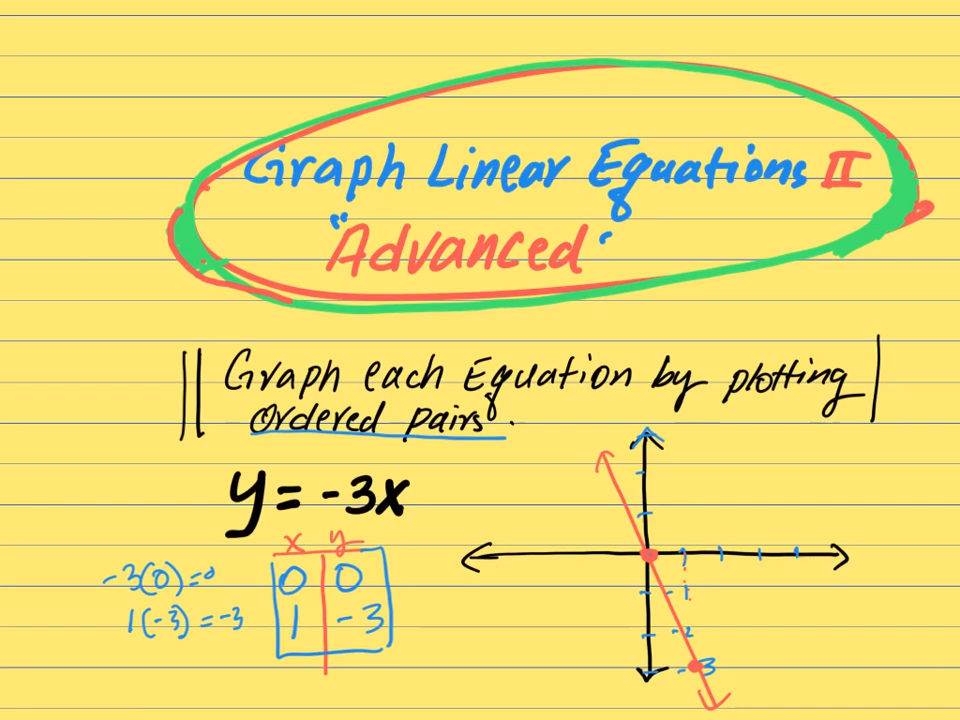 Graph Linear Equations II
"Advanced"
Graph each Equation by plotting
ordered pairs.
y = -3x
x y
-3(0)=0 0 0
1(-3) = -3 1 -3
1
-1
-2
-3